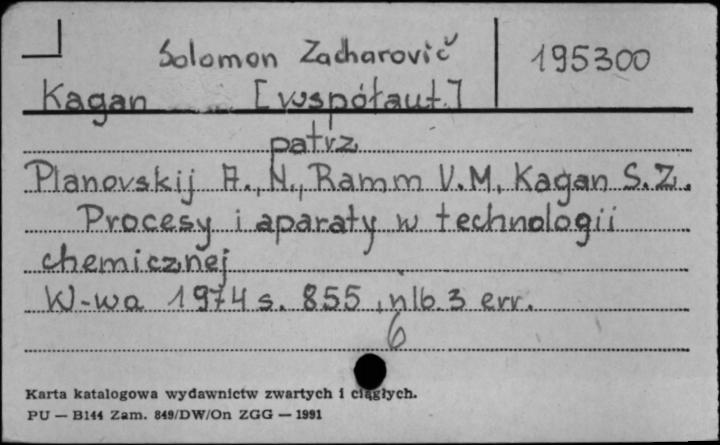 Solomon Zacharovič 195300
Kagan [współaut.]
patrz
Planovskij A., N., Ramm V.M, Kagan S.Z.
Procesy i aparaty w technologii
chemicznej
W-wa 1974 s. 855, nlb. 3 err.
6
Karta katalogowa wydawnictw zwartych i ciągłych.
PU — B144 Zam. 849/DW/On ZGG — 1991